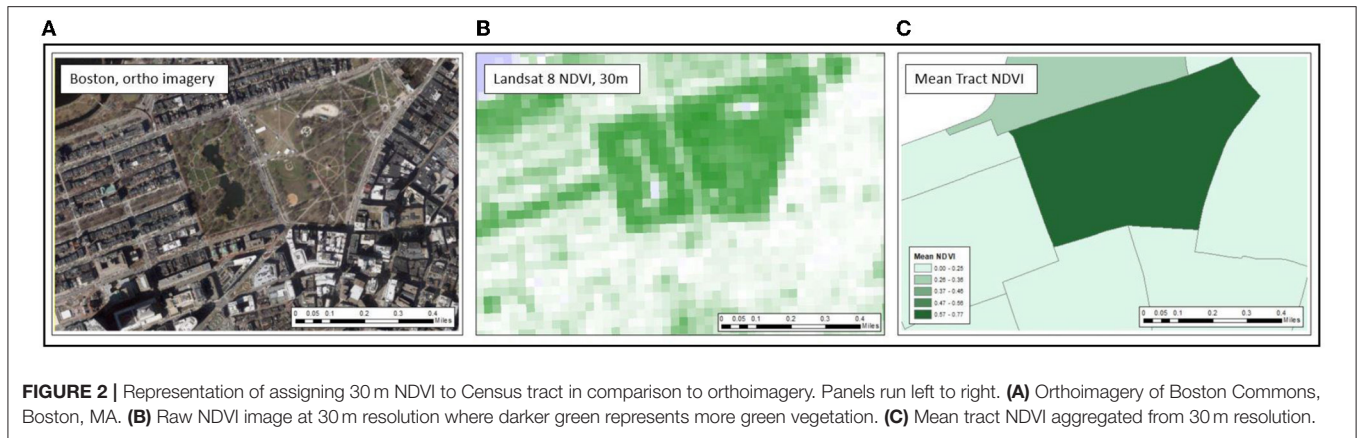 A
B
C
Boston, ortho imagery
Landsat 8 NDVI, 30m
Mean Tract NDVI
0 0.05 0.1 0.2 0.3 0.4
Miles
0 0.05 0.1 0.2 0.3 0.4
Miles
Mean NDVI
0.00 - 0.25
0.26 - 0.36
0.37 - 0.46
0.47 - 0.56
0.57 - 0.77
0 0.05 0.1 0.2 0.3 0.4
Miles
FIGURE 2 | Representation of assigning 30 m NDVI to Census tract in comparison to orthoimagery. Panels run left to right. (A) Orthoimagery of Boston Commons,
Boston, MA. (B) Raw NDVI image at 30 m resolution where darker green represents more green vegetation. (C) Mean tract NDVI aggregated from 30 m resolution.